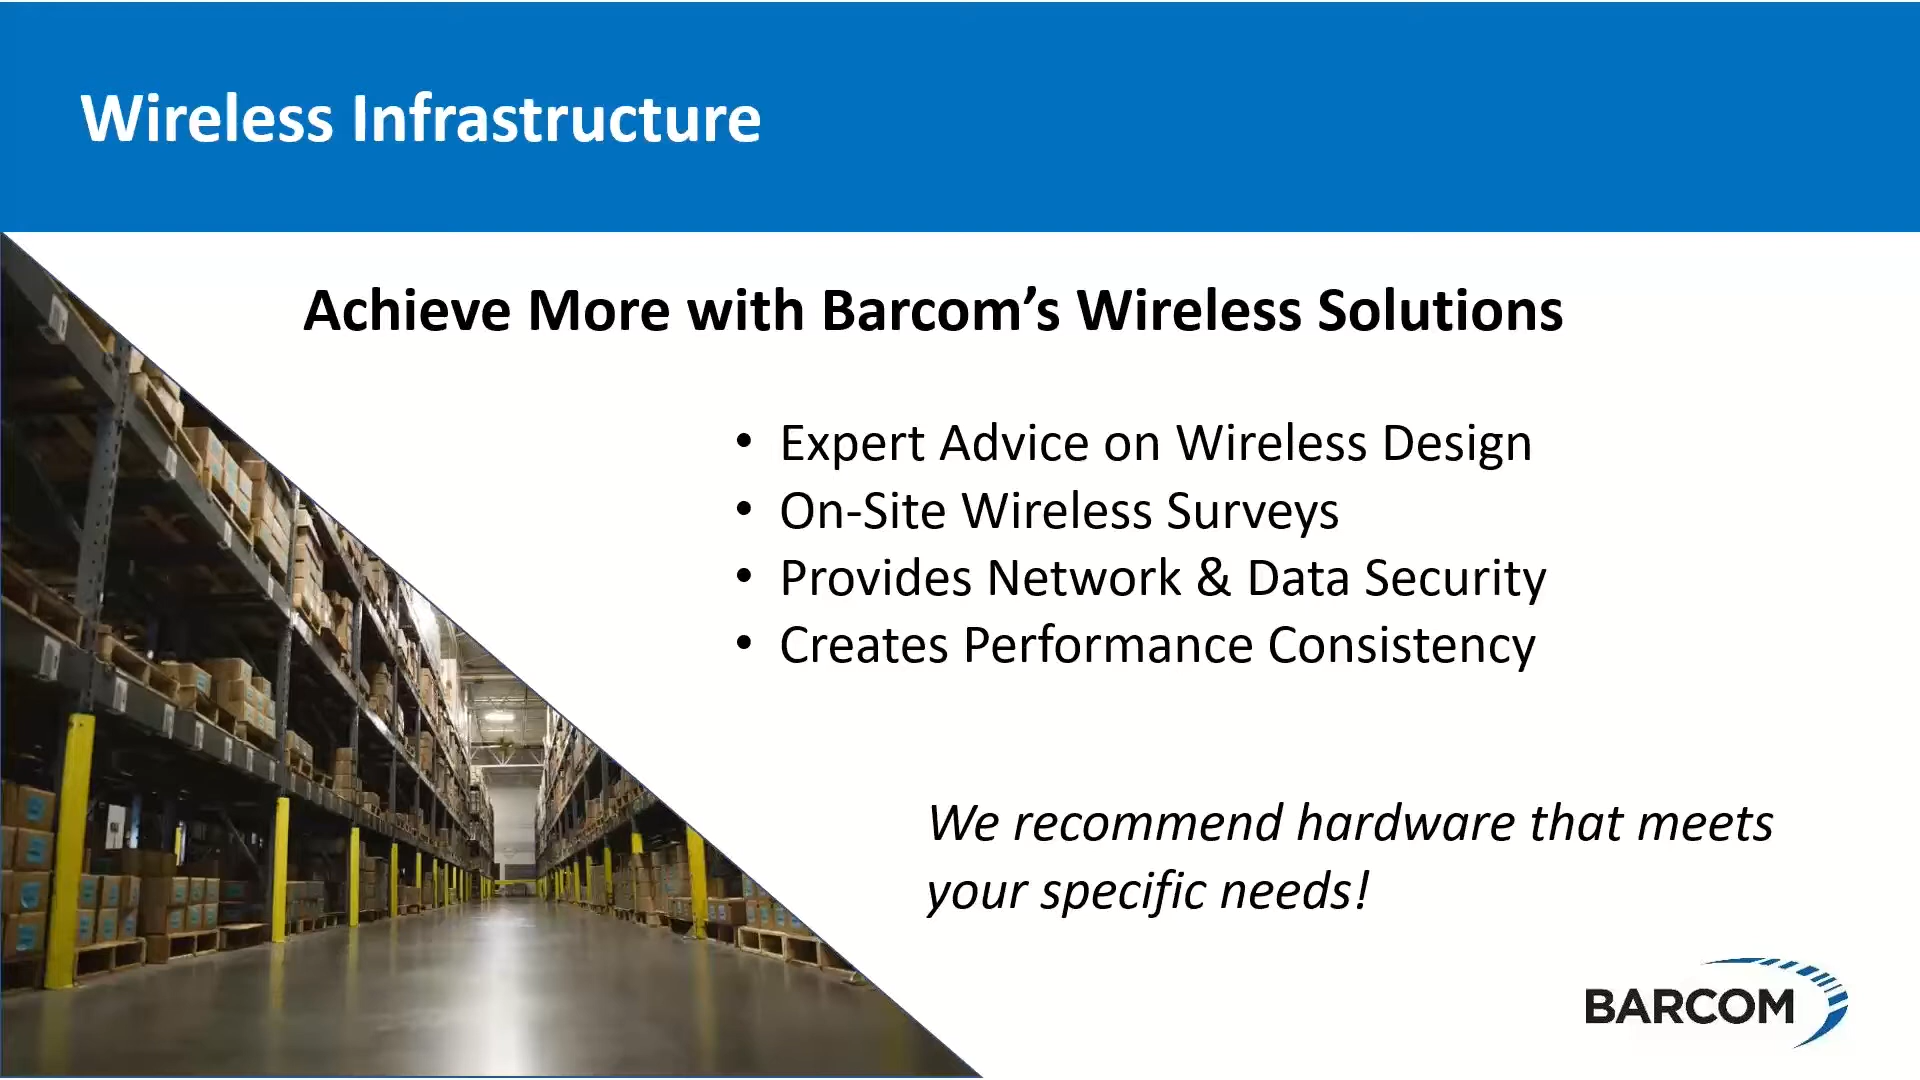 Wireless Infrastructure
Achieve More with Barcom’s Wireless Solutions
• Expert Advice on Wireless Design
• On-Site Wireless Surveys
• Provides Network & Data Security
• Creates Performance Consistency
We recommend hardware that meets
your specific needs!
BARCOM